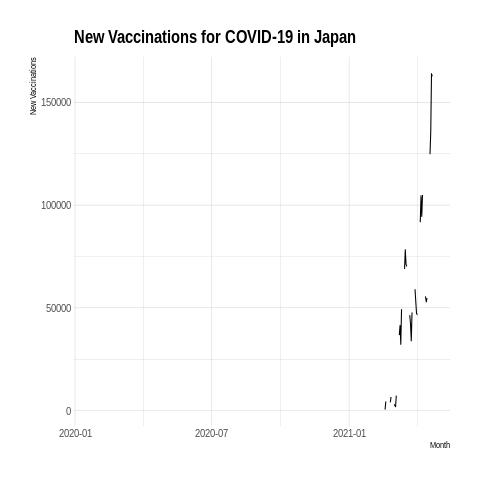 New Vaccinations for COVID-19 in Japan
New Vaccinations
150000
100000
50000
0
2020-01 2020-07 2021-01
Month